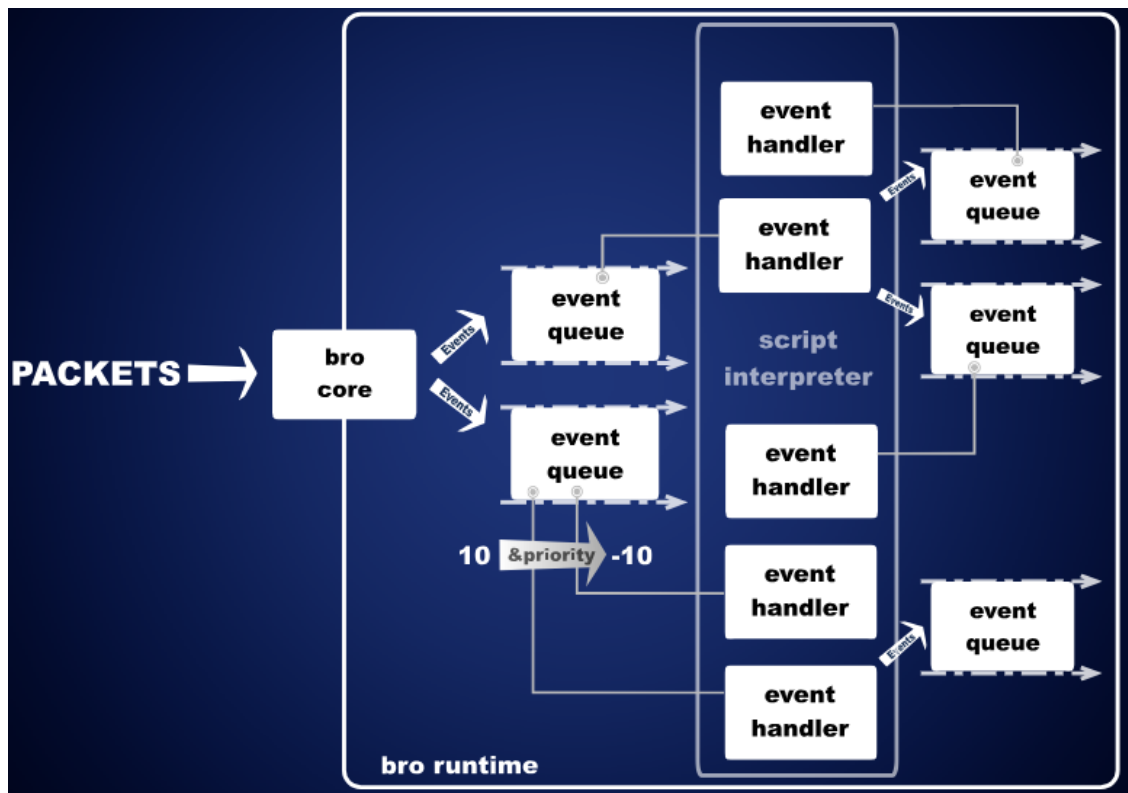 PACKETS
bro
core
Events
Events
event
queue
event
queue
10
&priority
-10
event
handler
event
handler
script
interpreter
event
handler
event
handler
event
handler
Events
Events
Events
event
queue
event
queue
event
queue
bro runtime